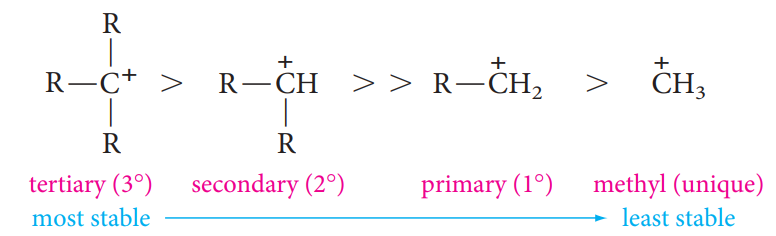 R
R—C⁺ > R—C⁺H >> R—C⁺H₂ > C⁺H₃
R R
tertiary (3°) secondary (2°) primary (1°) methyl (unique)
most stable least stable